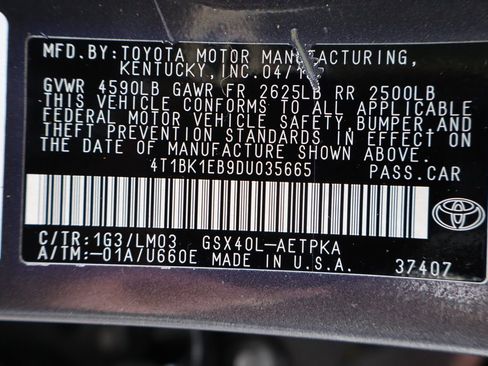 MFD.BY: TOYOTA MOTOR MANUFACTURING,
KENTUCKY, INC.
GVWR 4590LB GAWR FR 2625LB RR 2500LB
THIS VEHICLE CONFORMS TO ALL APPLICABLE
FEDERAL MOTOR VEHICLE SAFETY, BUMPER, AND
THEFT PREVENTION STANDARDS IN EFFECT ON
THE DATE OF MANUFACTURE SHOWN ABOVE.
4T1BK1EB9DU035665 PASS.CAR
C/TR: 1G3/LM03 GSX40L-AETPKA
A/TM:-01A/U660E MADE IN U.S.A. 37407